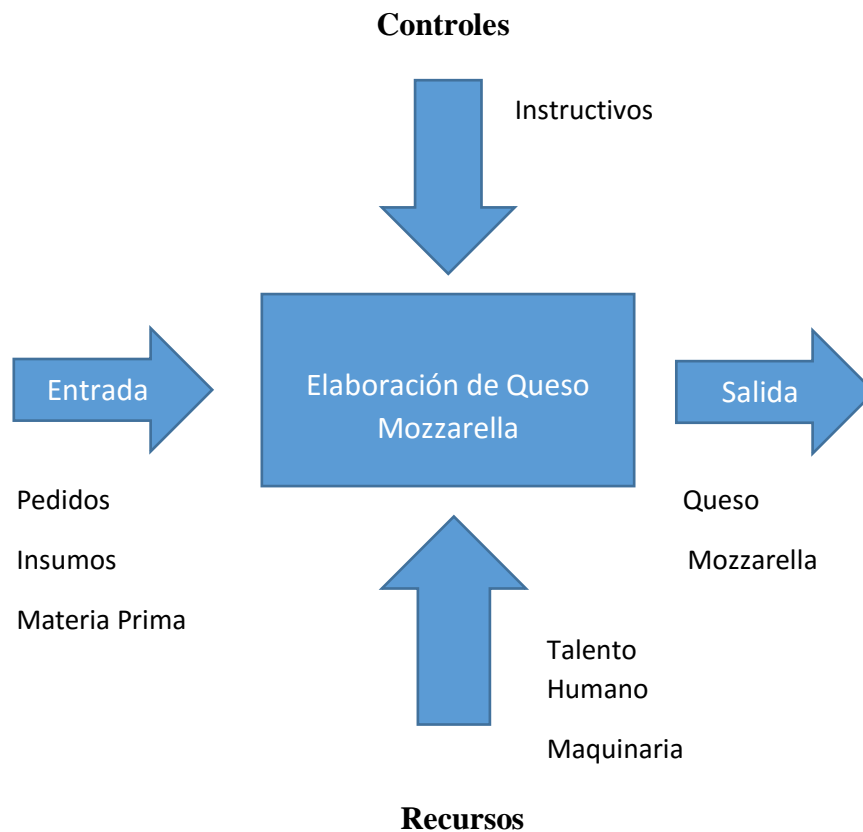 Controles
Instructivos
Entrada
Elaboración de Queso
Mozzarella
Salida
Pedidos
Insumos
Materia Prima
Queso
Mozzarella
Talento
Humano
Maquinaria
Recursos